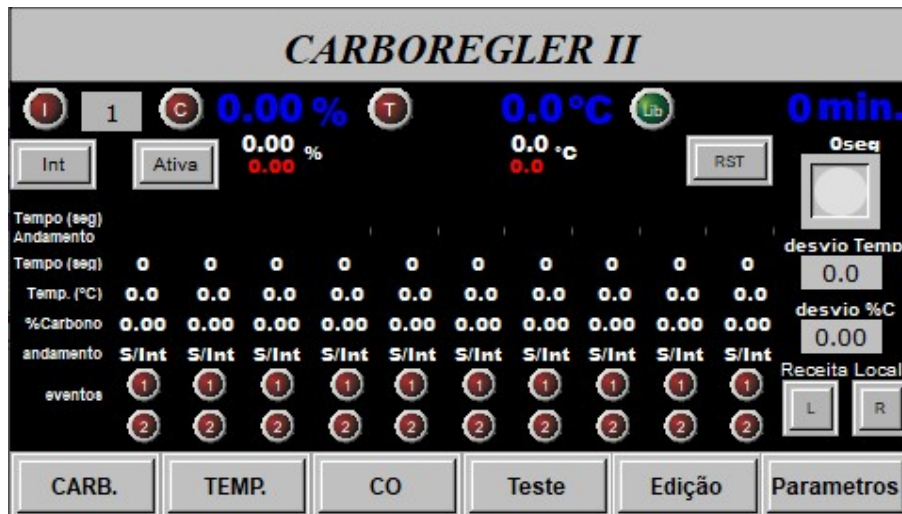 CARBOREGLER II
I 1 C 0.00 % T 0.0°C Lib 0 min.
Int Ativa 0.00 % 0.0 °C RST 0seg
0.00 0.0
Tempo (seg)
Andamento
desvio Temp
Tempo (seg) 0 0 0 0 0 0 0 0 0 0
0.0
Temp. (°C) 0.0 0.0 0.0 0.0 0.0 0.0 0.0 0.0 0.0 0.0
desvio %C
%Carbono 0.00 0.00 0.00 0.00 0.00 0.00 0.00 0.00 0.00 0.00
0.00
andamento S/Int S/Int S/Int S/Int S/Int S/Int S/Int S/Int S/Int S/Int
Receita Local
eventos 1 1 1 1 1 1 1 1 1 1
L R
2 2 2 2 2 2 2 2 2 2
CARB. TEMP. CO Teste Edição Parametros